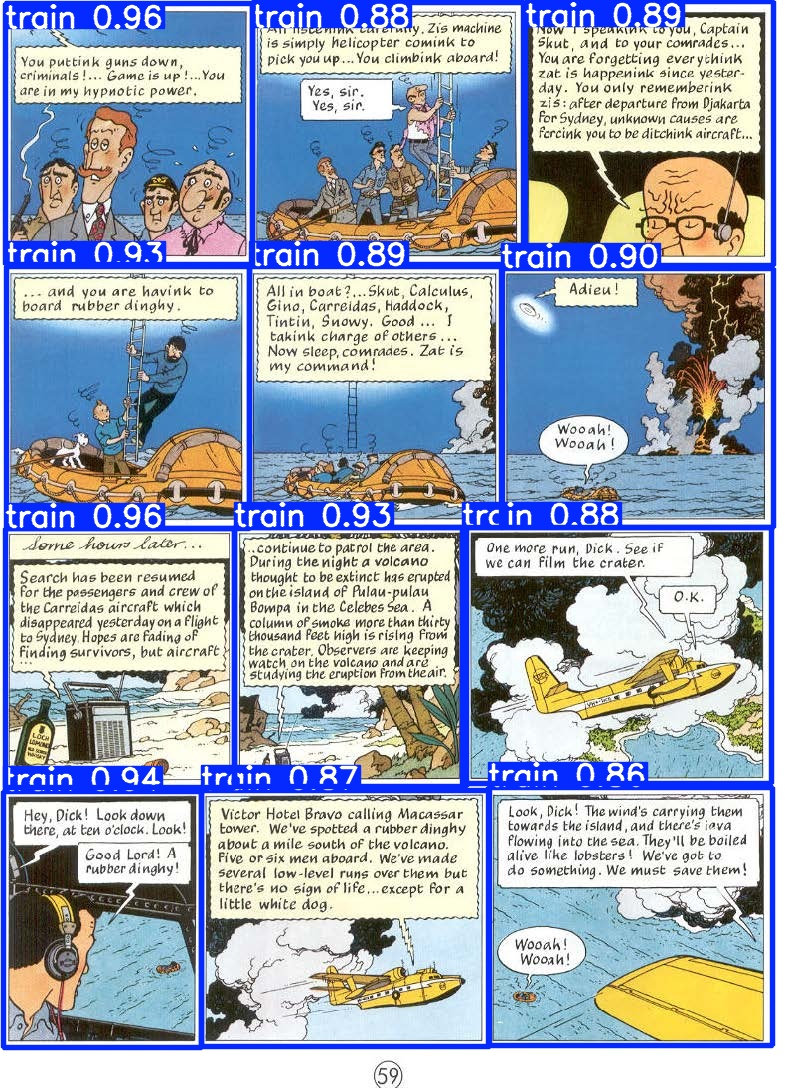 train 0.96
You puttink guns down,
criminals!... Game is up!...You
are in my hypnotic power.
train 0.88
All listenink carefully. Zis machine
is simply helicopter comink to
pick you up...You climbink aboard!
Yes, sir.
Yes, sir.
train 0.89
Now I speakink to you, Captain
Skut, and to your comrades...
You are forgetting everythink
zat is happenink since yester-
day. You only rememberink
zis: after departure from Djakarta
for Sydney, unknown causes are
forcink you to be ditchink aircraft...
train 0.93
... and you are havink to
board rubber dinghy.
train 0.89
All in boat?...Skut, Calculus,
Gino, Carreidas, Haddock,
Tintin, Snowy. Good ... I
takink charge of others ...
Now sleep, comrades. Zat is
my command!
train 0.90
Adieu!
Wooah!
Wooah!
train 0.96
Some hours later...
Search has been resumed
for the passengers and crew of
the Carreidas aircraft which
disappeared yesterday on a flight
to Sydney. Hopes are fading of
finding survivors, but aircraft
...
LOCH
LOMOND
WHISKY
train 0.93
...continue to patrol the area.
During the night a volcano
thought to be extinct has erupted
on the island of Pulau-pulau
Bompa in the Celebes Sea. A
column of smoke more than thirty
thousand feet high is rising from
the crater. Observers are keeping
watch on the volcano and are
studying the eruption from the air.
train 0.88
One more run, Dick. See if
we can film the crater.
O.K.
train 0.94
Hey, Dick! Look down
there, at ten o'clock. Look!
Good Lord! A
rubber dinghy!
train 0.87
Victor Hotel Bravo calling Macassar
tower. We've spotted a rubber dinghy
about a mile south of the volcano.
Five or six men aboard. We've made
several low-level runs over them but
there's no sign of life...except for a
little white dog.
train 0.86
Look, Dick! The wind's carrying them
towards the island, and there's lava
flowing into the sea. They'll be boiled
alive like lobsters! We've got to
do something. We must save them!
Wooah!
Wooah!
59